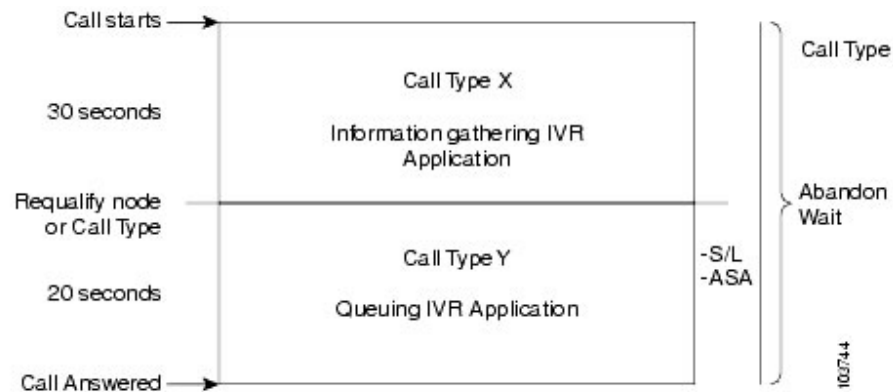 Call starts
30 seconds
Requalify node
or Call Type
20 seconds
Call Answered
Call Type X
Information gathering IVR
Application
Call Type Y
Queuing IVR Application
-S/L
-ASA
Call Type
Abandon
Wait
103744